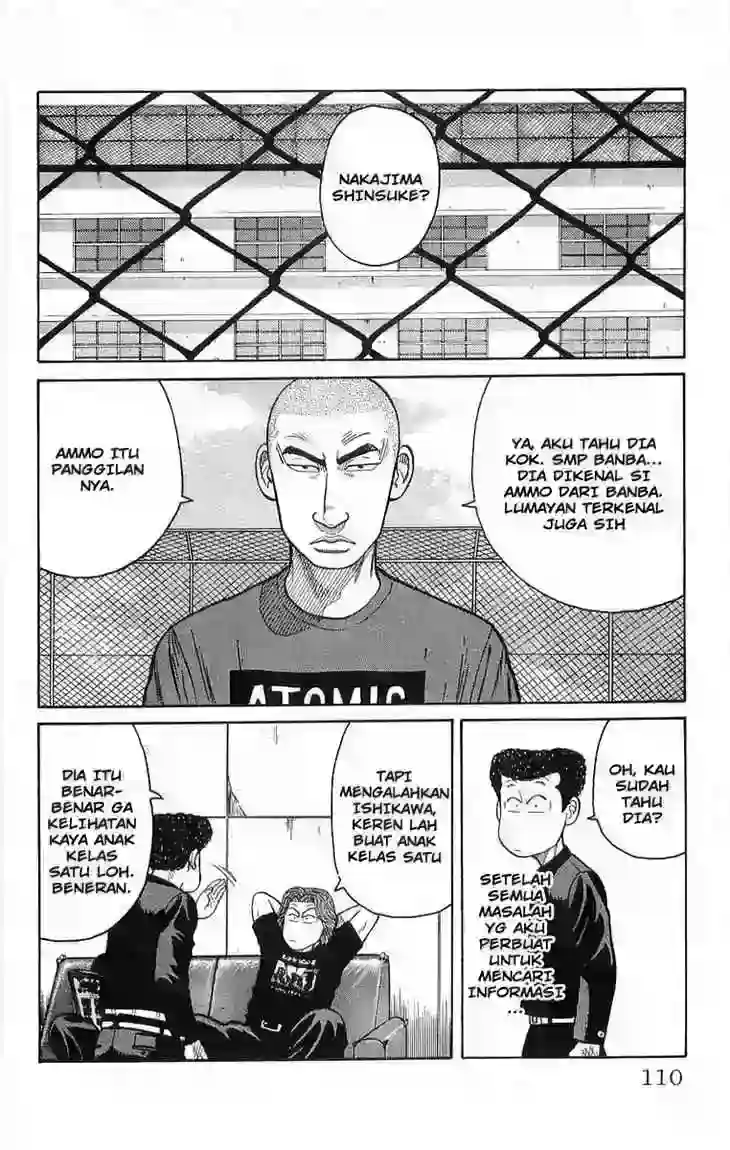 NAKAJIMA
SHINSUKE?
YA, AKU TAHU DIA
KOK. SMP BANBA...
DIA DIKENAL SI
AMMO DARI BANBA.
LUMAYAN TERKENAL
JUGA SIH
AMMO ITU
PANGGILAN
NYA.
ATOMIC
OH, KAU
SUDAH
TAHU
DIA?
SETELAH
SEMUA
MASALAH
YG AKU
PERBUAT
UNTUK
MENCARI
INFORMASI
...
TAPI
MENGALAHKAN
ISHIKAWA,
KEREN LAH
BUAT ANAK
KELAS SATU
DIA ITU
BENAR-
BENAR GA
KELIHATAN
KAYA ANAK
KELAS
SATU LOH.
BENERAN.
110